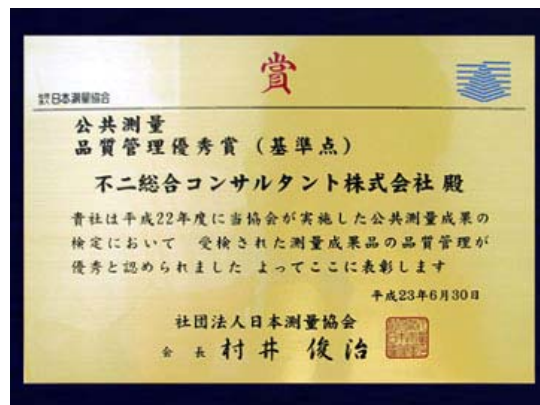 賞
社団法人日本測量協会
公共測量
品質管理優秀賞(基準点)
不二総合コンサルタント株式会社 殿
貴社は平成22年度に当協会が実施した公共測量成果の
検定において 受検された測量成果品の品質管理が
優秀と認められました よってここに表彰します
平成23年6月30日
社団法人日本測量協会
会長 村井俊治